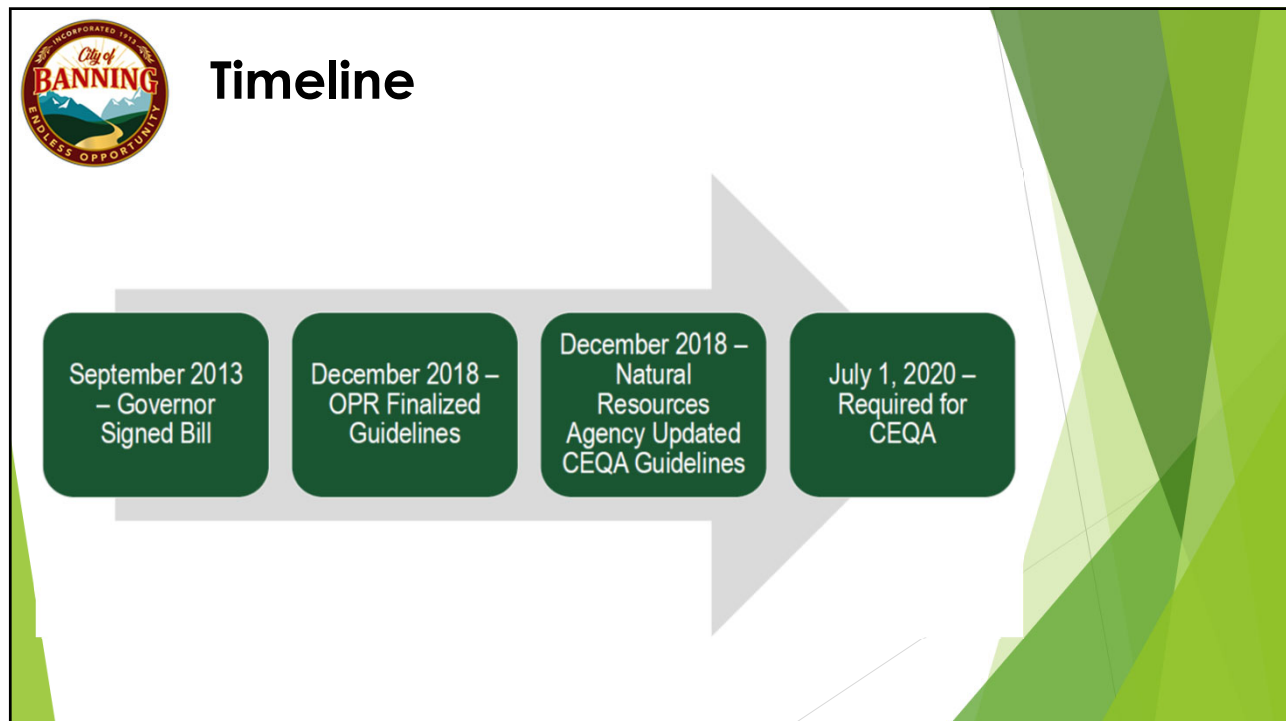 INCORPORATED 1913
City of
BANNING
ENDLESS OPPORTUNITY
Timeline
September 2013
– Governor
Signed Bill
December 2018 –
OPR Finalized
Guidelines
December 2018 –
Natural
Resources
Agency Updated
CEQA Guidelines
July 1, 2020 –
Required for
CEQA